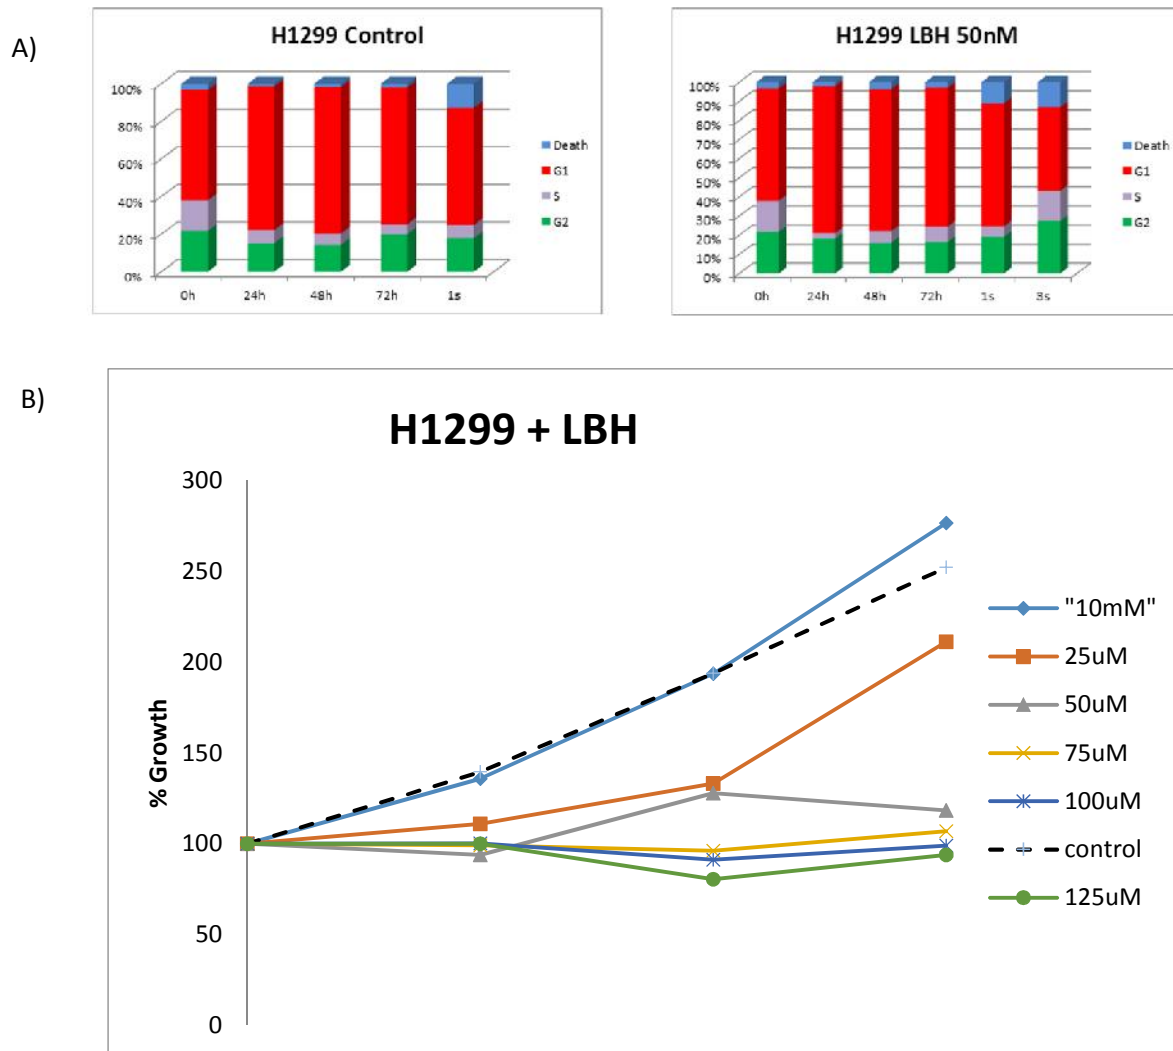 A)
H1299 Control
100%
80%
60%
40%
20%
0%
0h 24h 48h 72h 1s
Death
G1
S
G2
H1299 LBH 50nM
100%
90%
80%
70%
60%
50%
40%
30%
20%
10%
0%
0h 24h 48h 72h 1s 3s
Death
G1
S
G2
B)
H1299 + LBH
% Growth
300
250
200
150
100
50
0
"10mM"
25uM
50uM
75uM
100uM
control
125uM